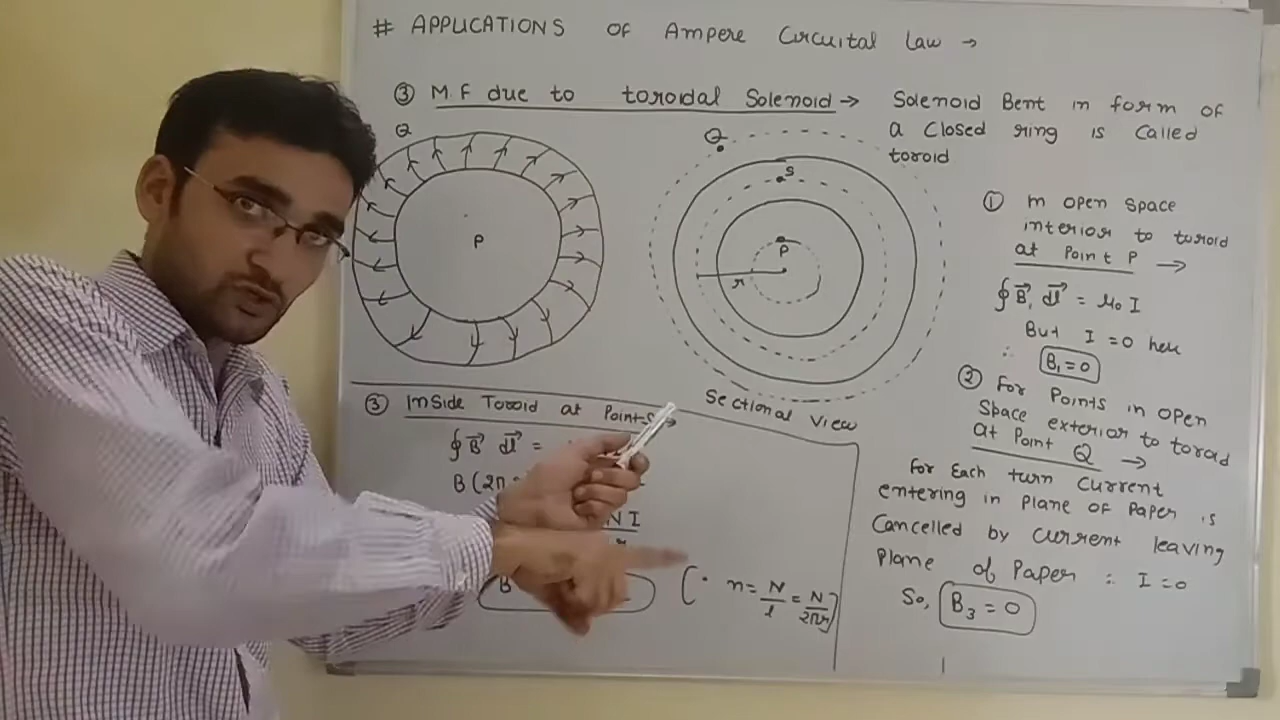 # APPLICATIONS OF Ampere Circuital Law →
③ M.F due to toroidal Solenoid →
Solenoid Bent in form of
a closed ring is called
toroid
Q
P
Q
S
P
r
Sectional View
① In open space
interior to toroid
at Point P →
∮ B⃗. dl⃗ = μ₀ I
But I = 0 here
∴ B₁ = 0
② For Points in open
Space exterior to toroid
at Point Q →
For Each turn current
entering in plane of paper is
Cancelled by current leaving
Plane of Paper ∴ I = 0
So, B₃ = 0
③ Inside Toroid at Points →
∮ B⃗ dl⃗ =
B (2π
N I
B
n = N/l = N/2πr